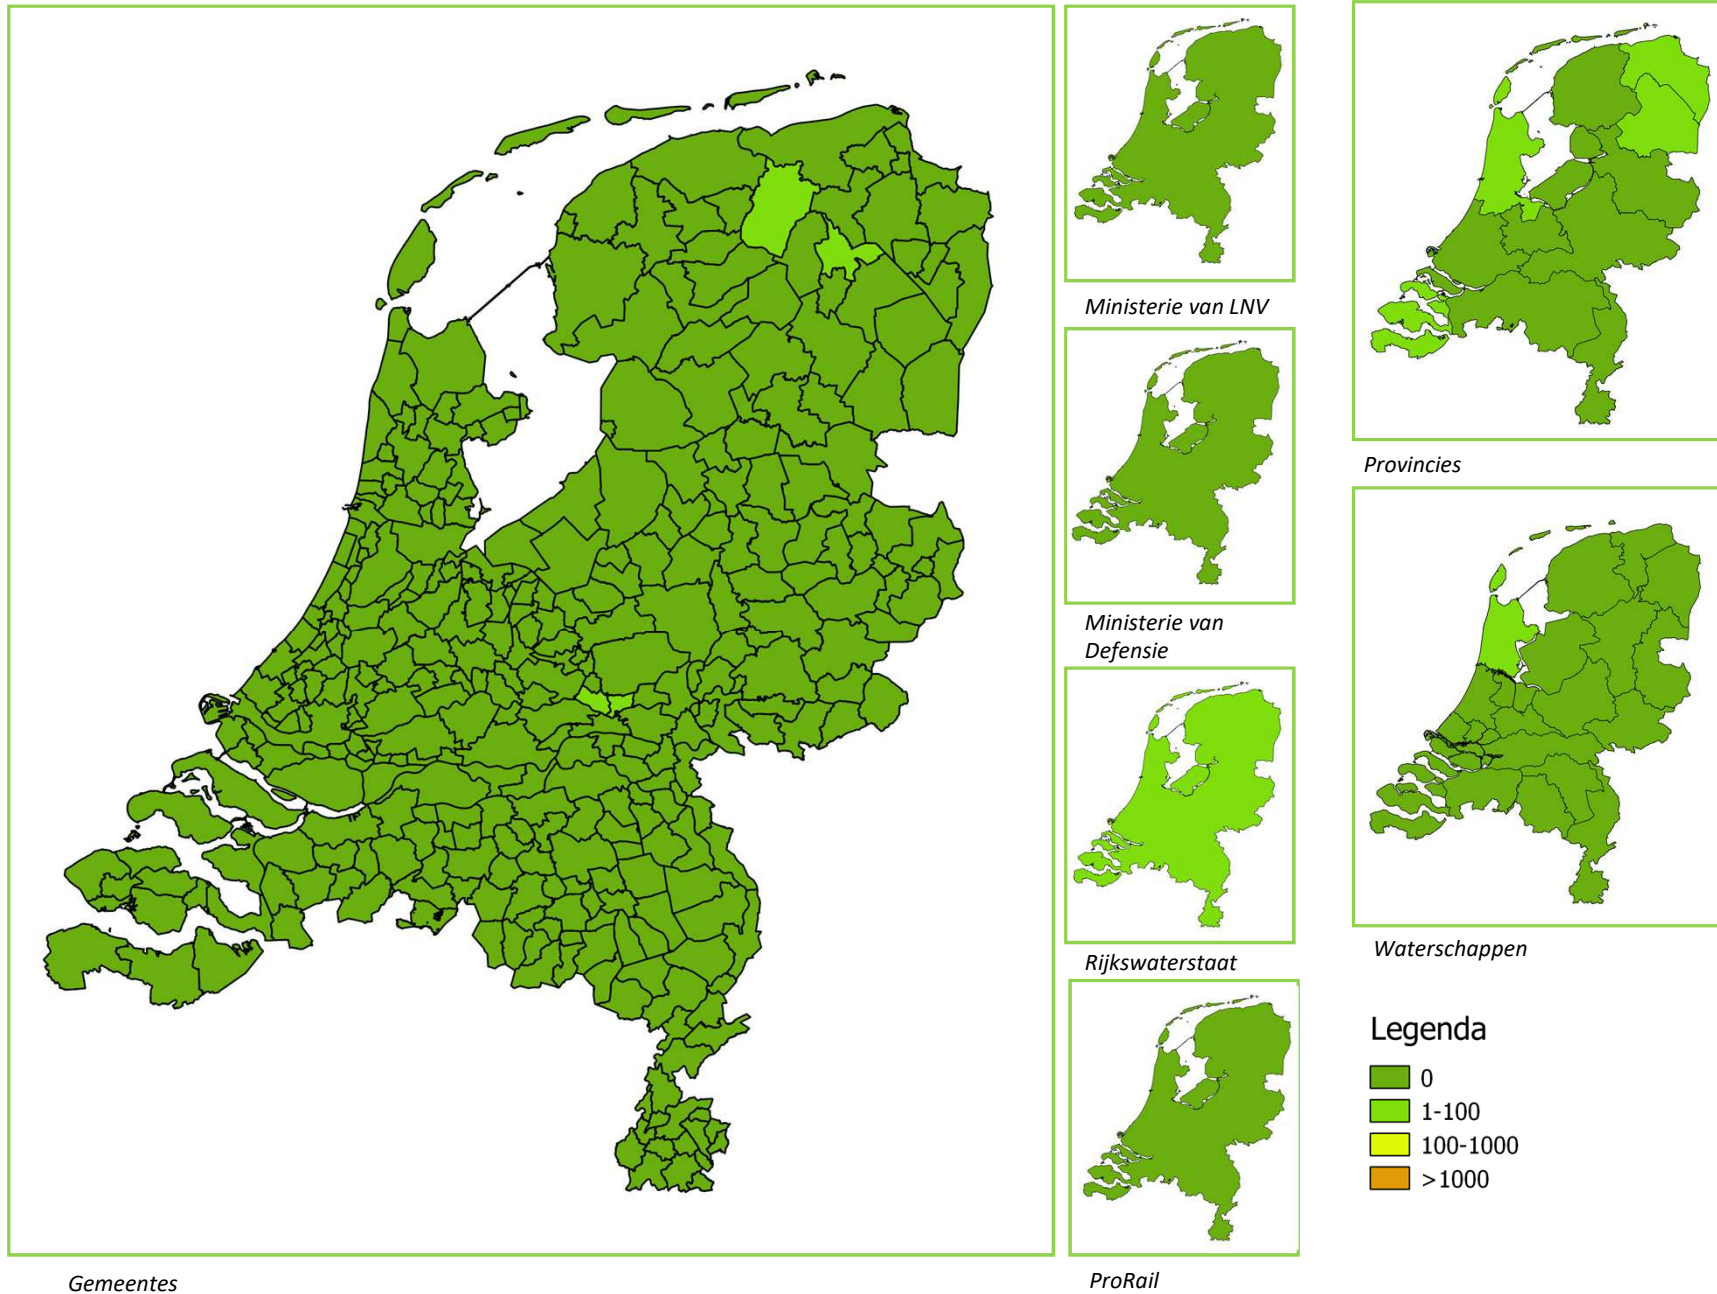 Ministerie van LNV
Ministerie van
Defensie
Rijkswaterstaat
ProRail
Gemeentes
Provincies
Waterschappen
Legenda
0
1-100
100-1000
>1000